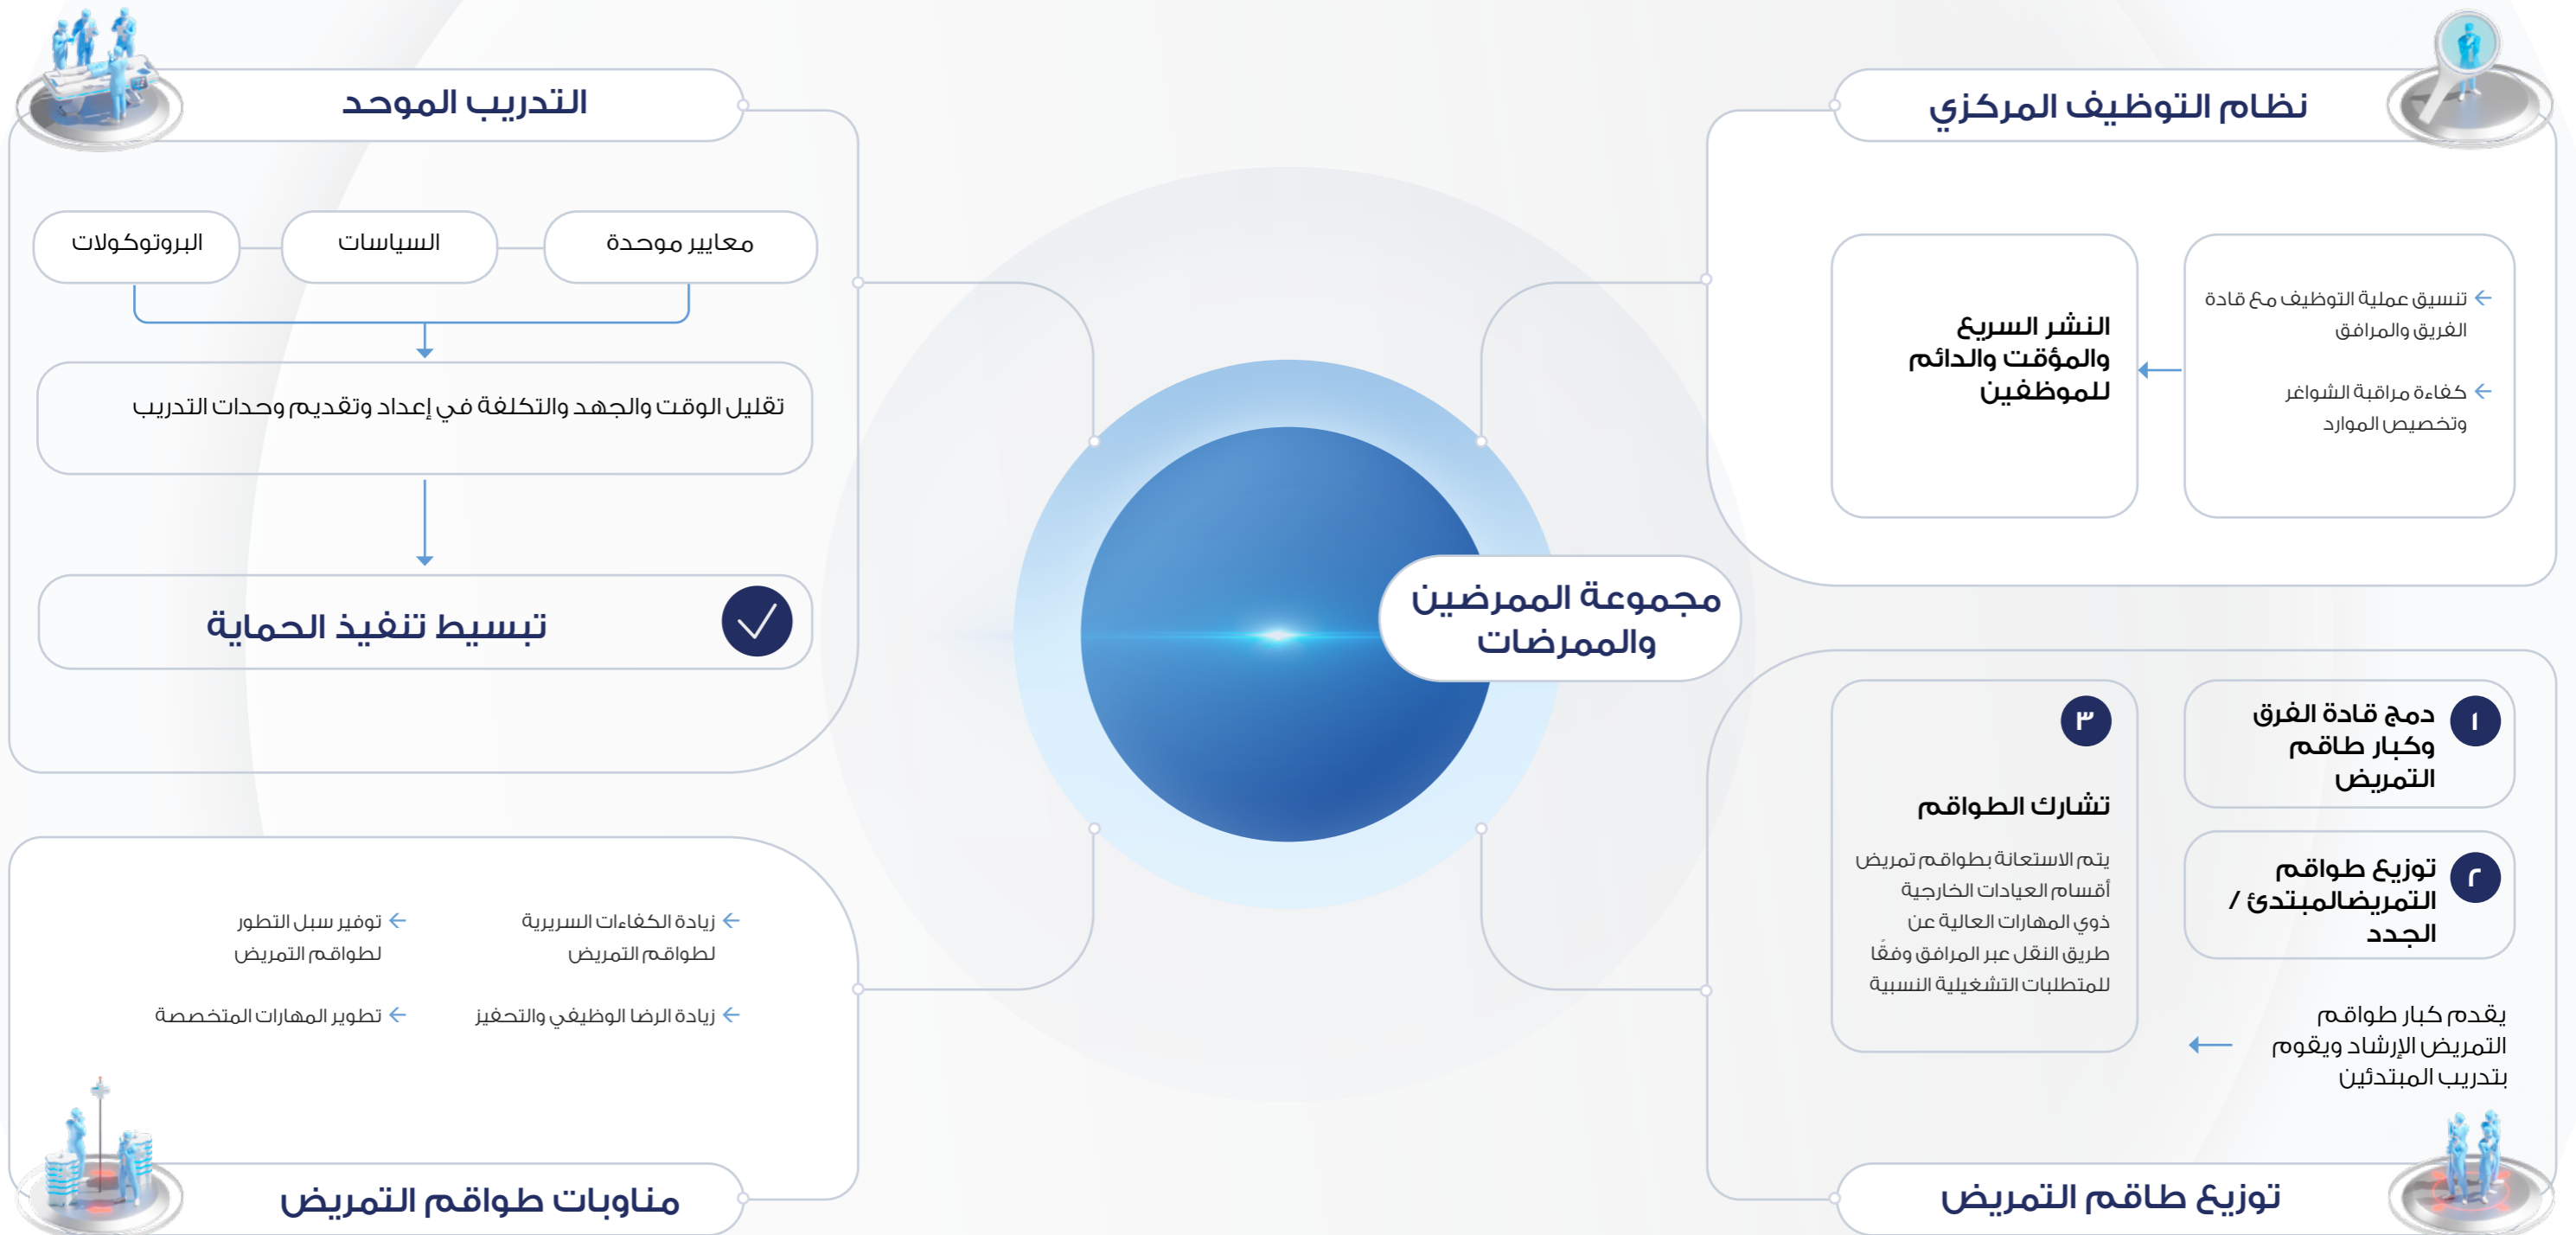 نظام التوظيف المركزي
تنسيق عملية التوظيف مع قادة
الفريق والمرافق
كفاءة مراقبة الشواغر
وتخصيص الموارد
النشر السريع
والمؤقت والدائم
للموظفين
التدريب الموحد
معايير موحدة
السياسات
البروتوكولات
تقليل الوقت والجهد والتكلفة في إعداد وتقديم وحدات التدريب
تبسيط تنفيذ الحماية
مجموعة الممرضين
والممرضات
١
دمج قادة الفرق
وكبار طاقم
التمريض
٢
توزيع طواقم
التمريضالمبتدئ /
الجدد
يقدم كبار طواقم
التمريض الإرشاد ويقوم
بتدريب المبتدئين
٣
تشارك الطواقم
يتم الاستعانة بطواقم تمريض
أقسام العيادات الخارجية
ذوي المهارات العالية عن
طريق النقل عبر المرافق وفقًا
للمتطلبات التشغيلية النسبية
توزيع طاقم التمريض
زيادة الكفاءات السريرية
لطواقم التمريض
زيادة الرضا الوظيفي والتحفيز
توفير سبل التطور
لطواقم التمريض
تطوير المهارات المتخصصة
مناوبات طواقم التمريض